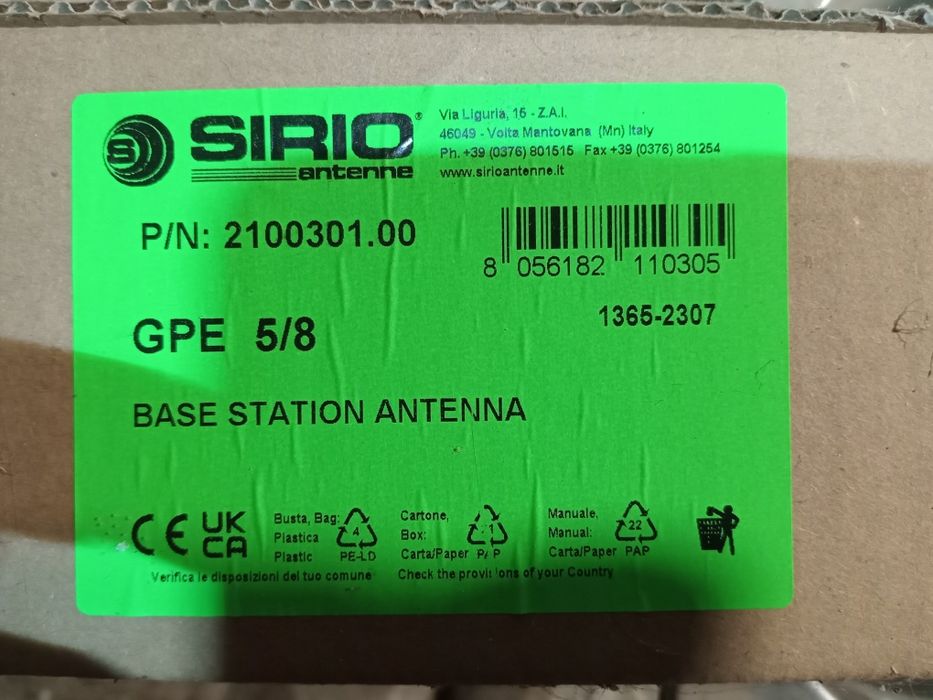 S SIRIO®
antenne
Via Liguria, 15 - Z.A.I.
46049 - Volta Mantovana (Mn) Italy
Ph. +39 (0376) 801515 Fax +39 (0376) 801254
www.sirioantenne.it
P/N: 2100301.00
8 056182 110305
GPE 5/8
1365-2307
BASE STATION ANTENNA
CE UK CA
Busta, Bag:
Plastica
Plastic
4
PE-LD
Cartone,
Box:
Carta/Paper
1
PAP
Manuale,
Manual:
Carta/Paper
22
PAP
Verifica le disposizioni del tuo comune
Check the provisions of your Country